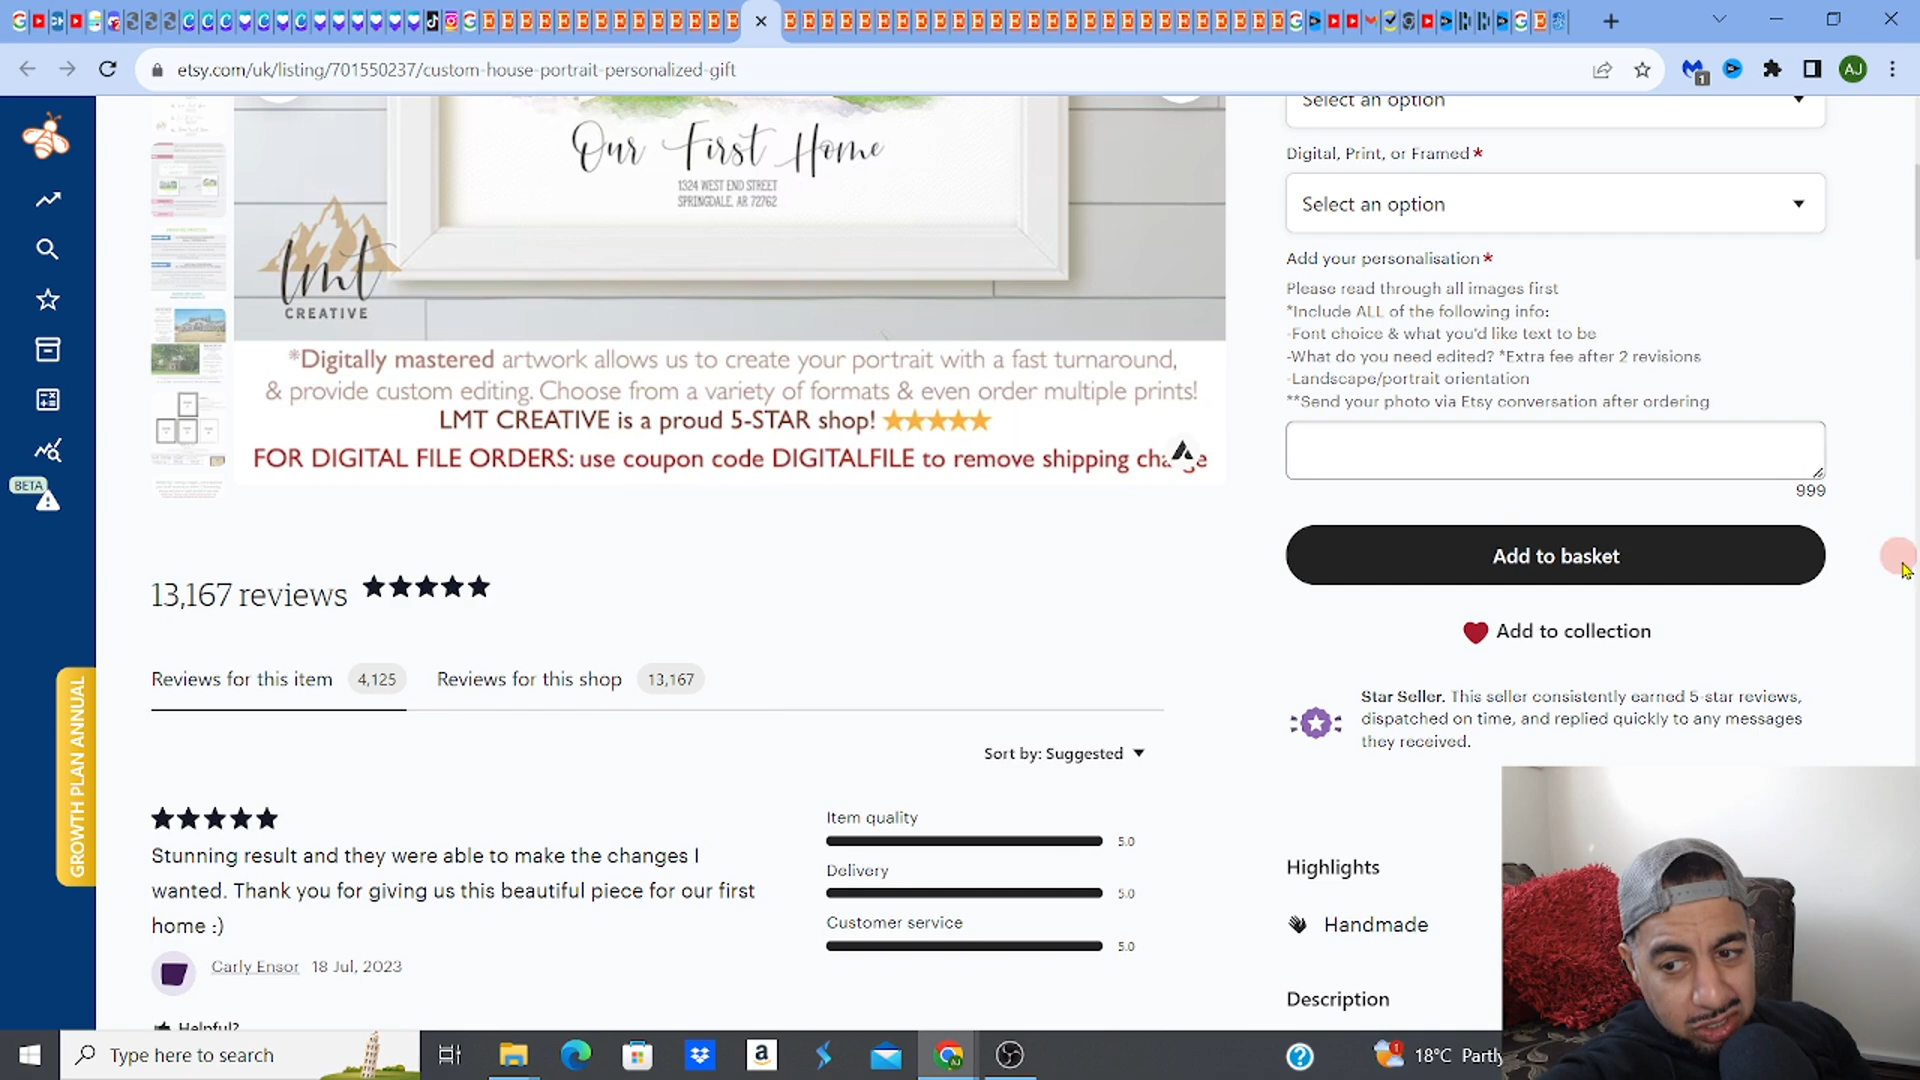 etsy.com/uk/listing/701550237/custom-house-portrait-personalized-gift
1
AJ
Our First Home
1324 WEST END STREET
SPRINGDALE, AR 72762
lmt
CREATIVE
*Digitally mastered artwork allows us to create your portrait with a fast turnaround,
& provide custom editing. Choose from a variety of formats & even order multiple prints!
LMT CREATIVE is a proud 5-STAR shop!
FOR DIGITAL FILE ORDERS: use coupon code DIGITALFILE to remove shipping charge
Select an option
Digital, Print, or Framed *
Select an option
Add your personalisation *
Please read through all images first
*Include ALL of the following info:
-Font choice & what you'd like text to be
-What do you need edited? *Extra fee after 2 revisions
-Landscape/portrait orientation
**Send your photo via Etsy conversation after ordering
999
Add to basket
Add to collection
Star Seller. This seller consistently earned 5-star reviews,
dispatched on time, and replied quickly to any messages
they received.
Highlights
Handmade
Description
BETA
GROWTH PLAN ANNUAL
13,167 reviews
Reviews for this item 4,125
Reviews for this shop 13,167
Sort by: Suggested
Stunning result and they were able to make the changes I
wanted. Thank you for giving us this beautiful piece for our first
home :)
Carly Ensor 18 Jul, 2023
Helpful?
Item quality
5.0
Delivery
5.0
Customer service
5.0
Type here to search
1
18°C Partly